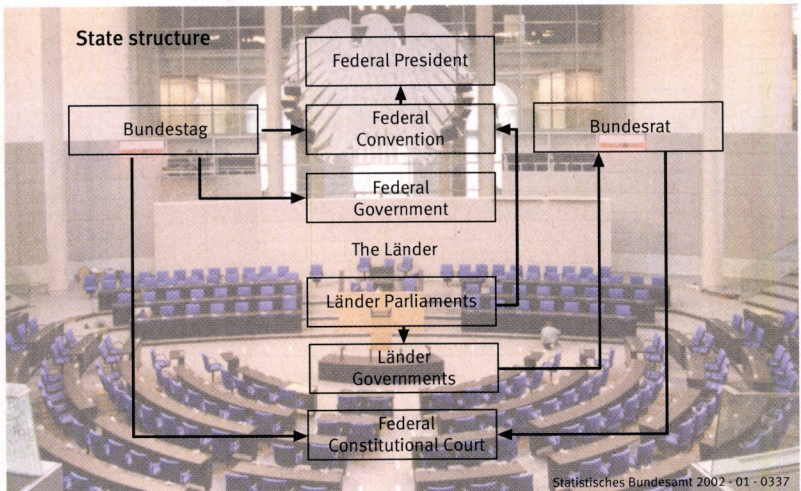 State structure
Federal President
Bundestag
Federal
Convention
Bundesrat
Federal
Government
The Länder
Länder Parliaments
Länder
Governments
Federal
Constitutional Court
Statistisches Bundesamt 2002 - 01 - 0337